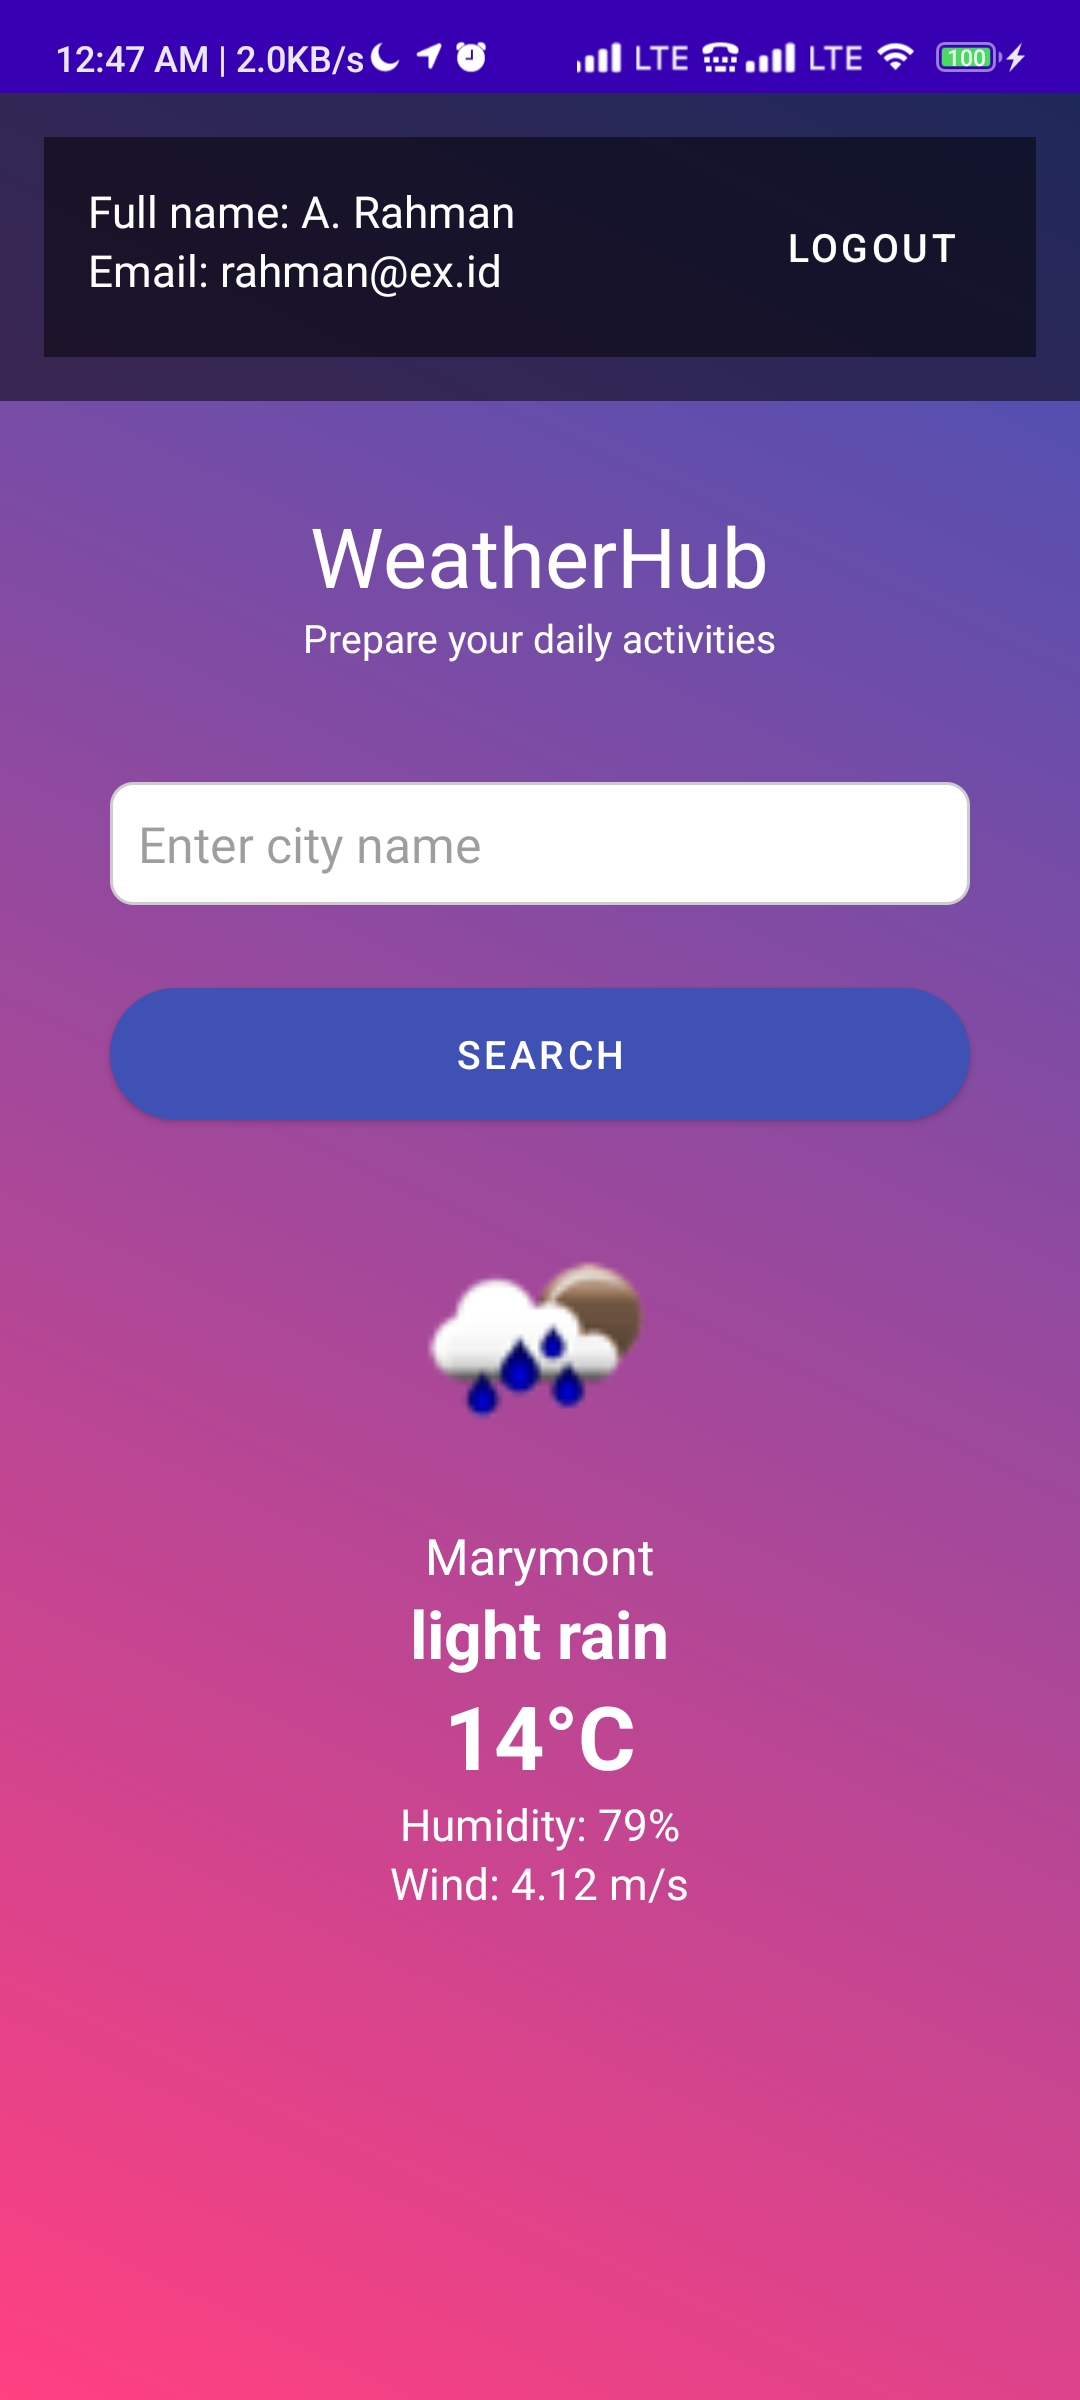 12:47 AM | 2.0KB/s LTE LTE 100
Full name: A. Rahman
Email: rahman@ex.id
LOGOUT
WeatherHub
Prepare your daily activities
Enter city name
SEARCH
Marymont
light rain
14°C
Humidity: 79%
Wind: 4.12 m/s